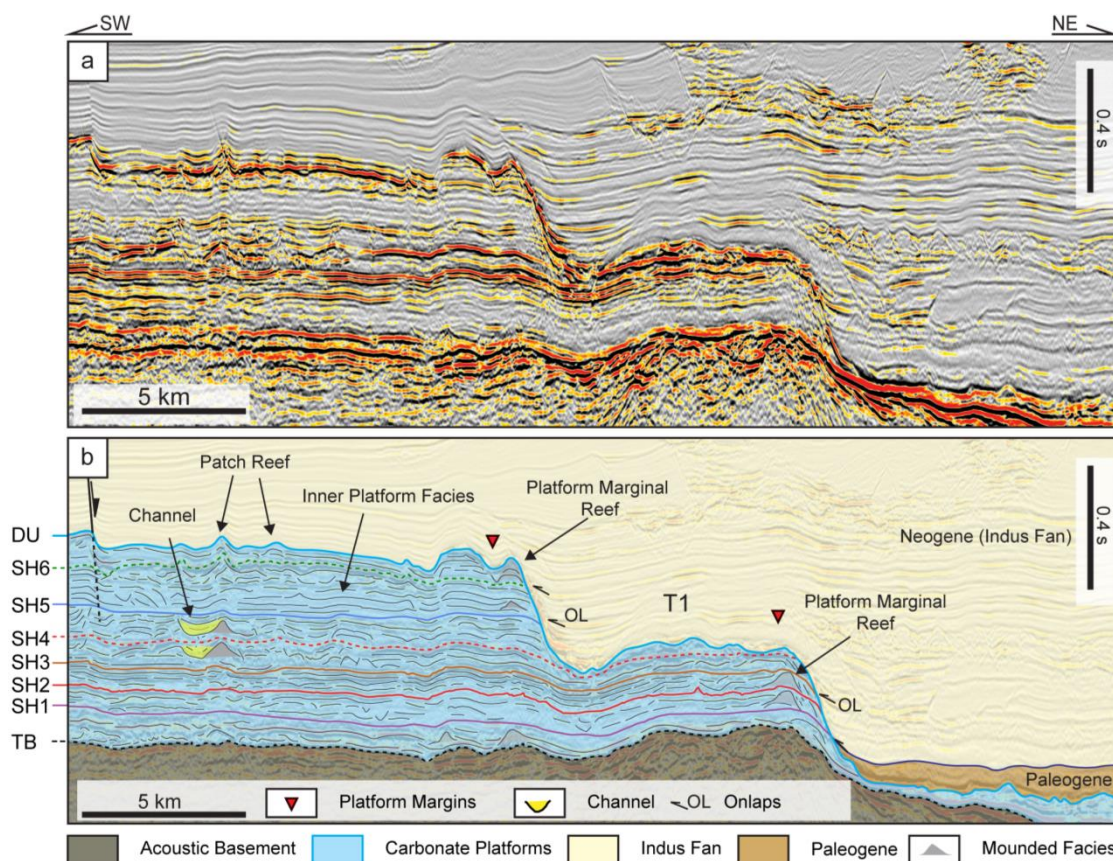 SW
NE
a
0.4 s
5 km
b
Patch Reef
Inner Platform Facies
Platform Marginal
Reef
Channel
0.4 s
Neogene (Indus Fan)
DU
SH6
OL
SH5
T1
OL
Platform Marginal
Reef
SH4
SH3
SH2
OL
SH1
TB
Paleogene
5 km
Platform Margins
Channel
OL Onlaps
Acoustic Basement
Carbonate Platforms
Indus Fan
Paleogene
Mounded Facies